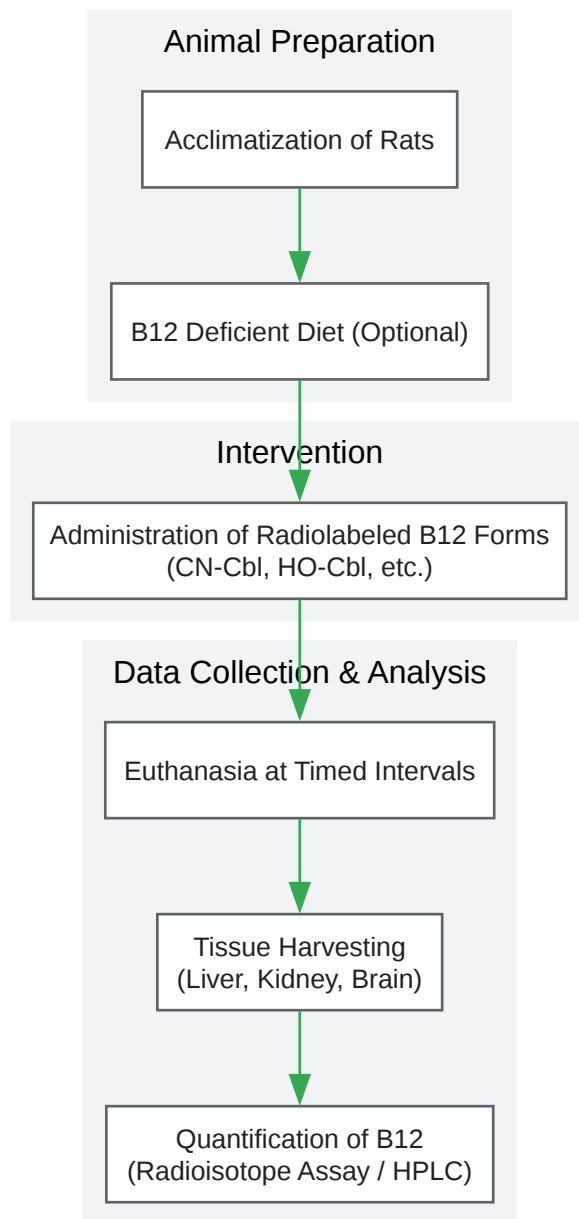 Animal Preparation
Acclimatization of Rats
B12 Deficient Diet (Optional)
Intervention
Administration of Radiolabeled B12 Forms
(CN-Cbl, HO-Cbl, etc.)
Data Collection & Analysis
Euthanasia at Timed Intervals
Tissue Harvesting
(Liver, Kidney, Brain)
Quantification of B12
(Radioisotope Assay / HPLC)